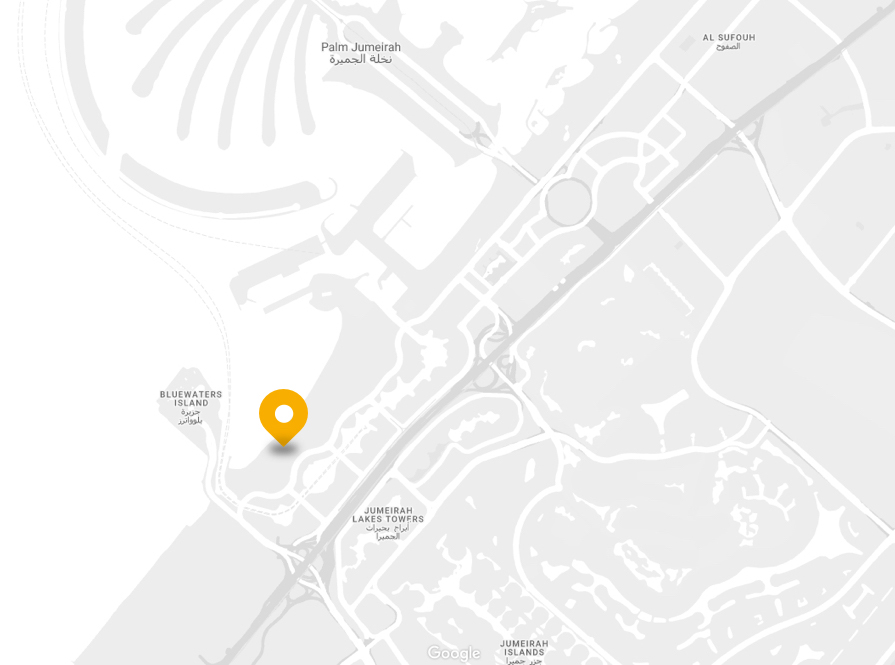 AL SUFOUH
الصفوح
Palm Jumeirah
نخلة الجميرة
BLUEWATERS
ISLAND
جزيرة
بلوواترز
JUMEIRAH
LAKES TOWERS
أبراج بحيرات
الجميرا
Google
JUMEIRAH
ISLANDS
جزر جميرا